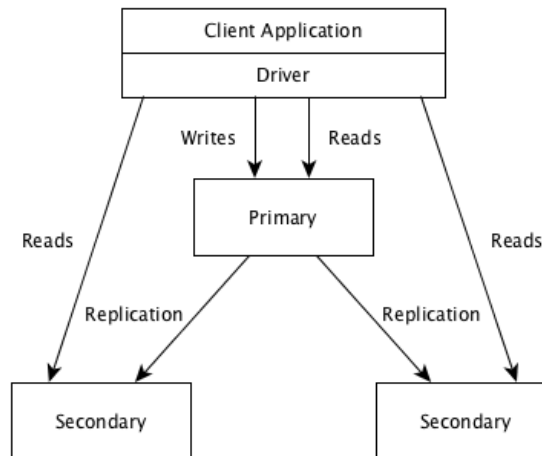 Client Application
Driver
Writes
Reads
Primary
Reads
Reads
Replication
Replication
Secondary
Secondary